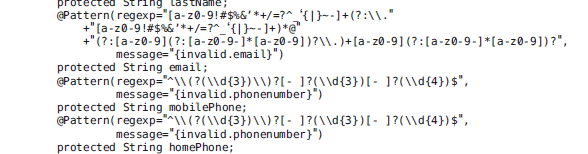 protected String lastName;
@Pattern(regexp="[a-z0-9!#$%&'*+/=?^_'{|}~-]+(?:\\."
+"[a-z0-9!#$%&'*+/=?^_'{|}~-]+)*@"
+"(?:[a-z0-9](?:[a-z0-9-]*[a-z0-9])?\\.)+[a-z0-9](?:[a-z0-9-]*[a-z0-9])?",
message="{invalid.email}")
protected String email;
@Pattern(regexp="^\\(?(\\d{3})\\)?[- ]?(\\d{3})[- ]?(\\d{4})$",
message="{invalid.phonenumber}")
protected String mobilePhone;
@Pattern(regexp="^\\(?(\\d{3})\\)?[- ]?(\\d{3})[- ]?(\\d{4})$",
message="{invalid.phonenumber}")
protected String homePhone;